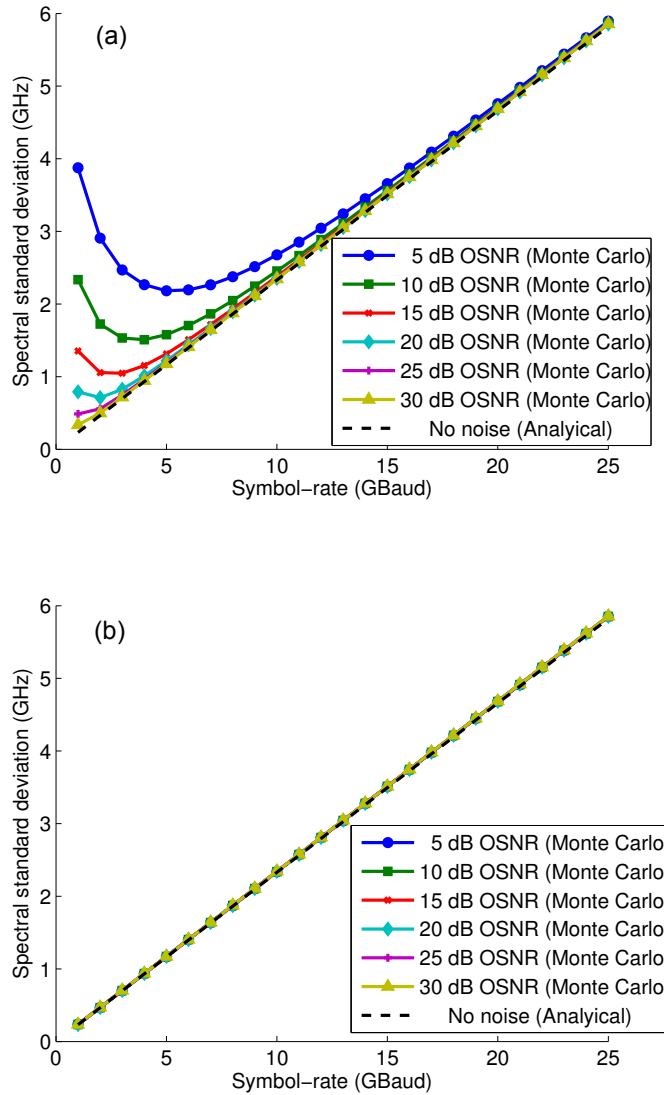 (a)
Spectral standard deviation (GHz)
6
5
4
3
2
1
0
0 5 10 15 20 25
Symbol-rate (GBaud)
5 dB OSNR (Monte Carlo)
10 dB OSNR (Monte Carlo)
15 dB OSNR (Monte Carlo)
20 dB OSNR (Monte Carlo)
25 dB OSNR (Monte Carlo)
30 dB OSNR (Monte Carlo)
No noise (Analyical)
(b)
Spectral standard deviation (GHz)
6
5
4
3
2
1
0
0 5 10 15 20 25
Symbol-rate (GBaud)
5 dB OSNR (Monte Carlo
10 dB OSNR (Monte Carlo
15 dB OSNR (Monte Carlo
20 dB OSNR (Monte Carlo
25 dB OSNR (Monte Carlo
30 dB OSNR (Monte Carlo
No noise (Analyical)